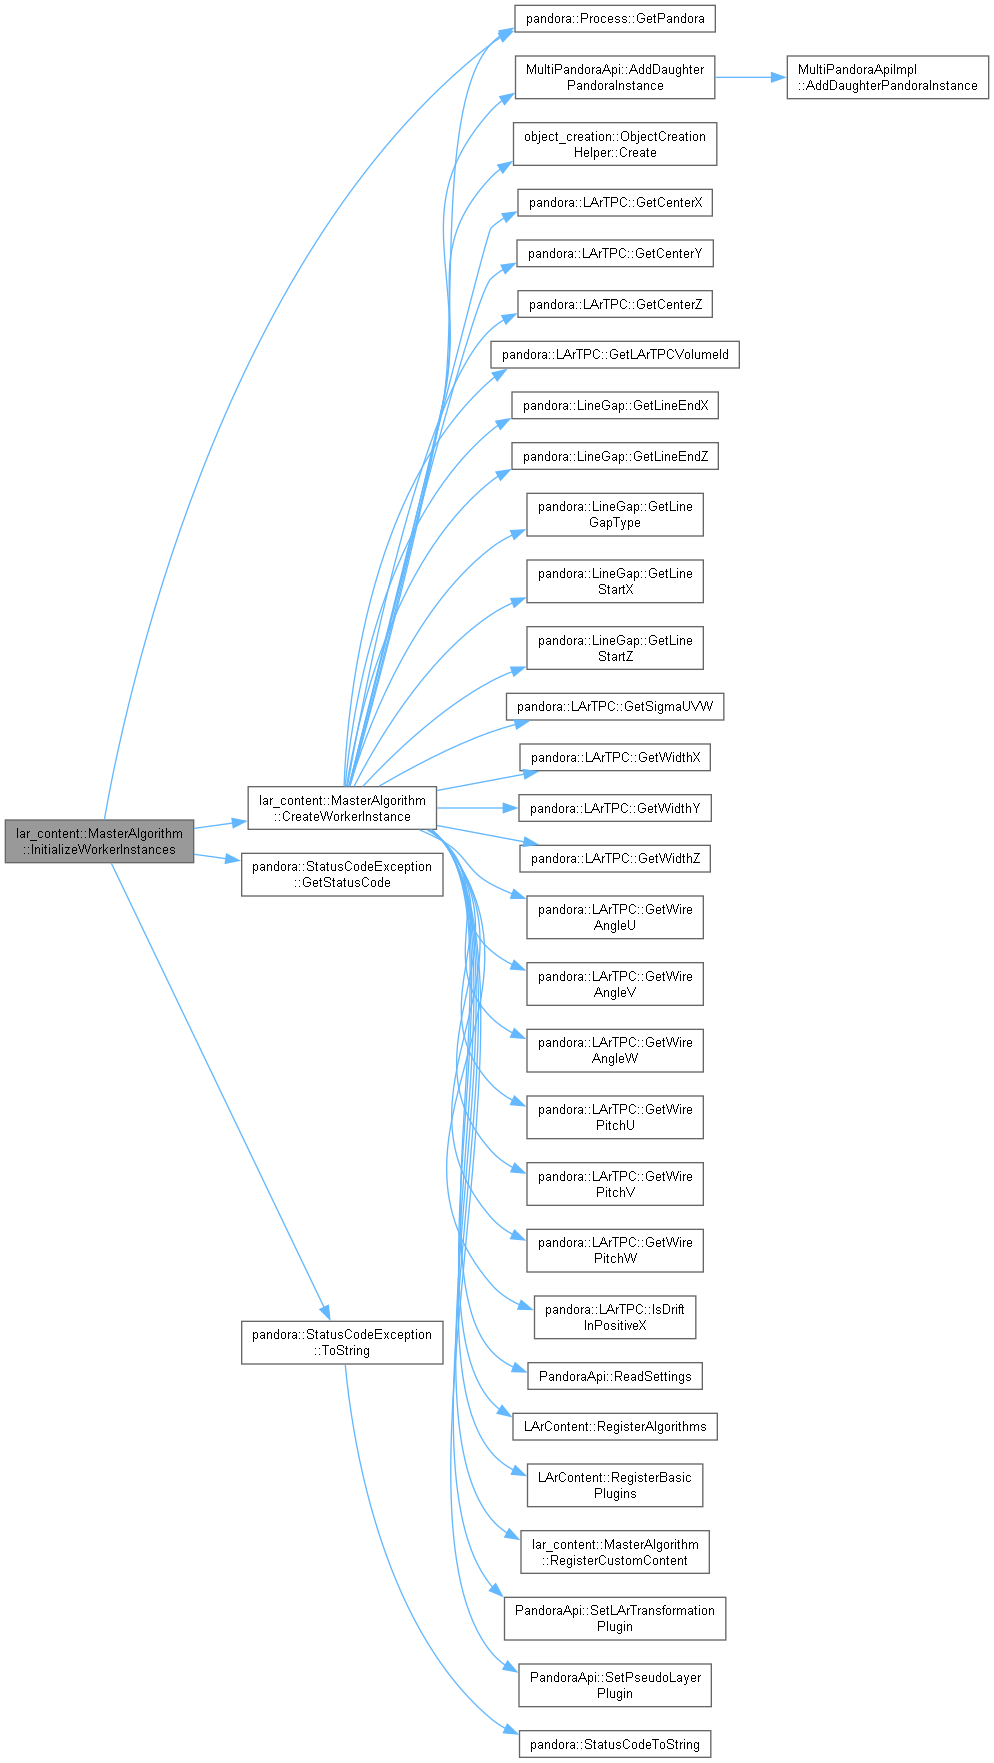 pandora::Process::GetPandora
MultiPandoraApi::AddDaughter
PandoraInstance
MultiPandoraApiImpl
::AddDaughterPandoraInstance
object_creation::ObjectCreation
Helper::Create
pandora::LArTPC::GetCenterX
pandora::LArTPC::GetCenterY
pandora::LArTPC::GetCenterZ
pandora::LArTPC::GetLArTPCVolumeId
pandora::LineGap::GetLineEndX
pandora::LineGap::GetLineEndZ
pandora::LineGap::GetLine
GapType
pandora::LineGap::GetLine
StartX
pandora::LineGap::GetLine
StartZ
pandora::LArTPC::GetSigmaUVW
pandora::LArTPC::GetWidthX
lar_content::MasterAlgorithm
::CreateWorkerInstance
pandora::LArTPC::GetWidthY
lar_content::MasterAlgorithm
::InitializeWorkerInstances
pandora::LArTPC::GetWidthZ
pandora::StatusCodeException
::GetStatusCode
pandora::LArTPC::GetWire
AngleU
pandora::LArTPC::GetWire
AngleV
pandora::LArTPC::GetWire
AngleW
pandora::LArTPC::GetWire
PitchU
pandora::LArTPC::GetWire
PitchV
pandora::LArTPC::GetWire
PitchW
pandora::LArTPC::IsDrift
InPositiveX
pandora::StatusCodeException
::ToString
PandoraApi::ReadSettings
LArContent::RegisterAlgorithms
LArContent::RegisterBasic
Plugins
lar_content::MasterAlgorithm
::RegisterCustomContent
PandoraApi::SetLArTransformation
Plugin
PandoraApi::SetPseudoLayer
Plugin
pandora::StatusCodeToString